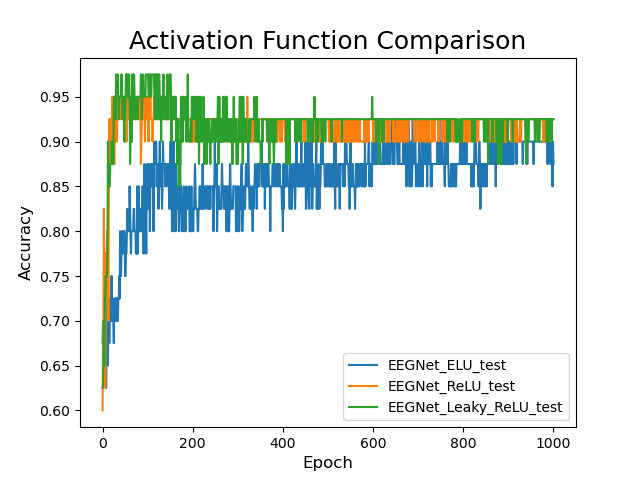 Activation Function Comparison
Accuracy
0.95
0.90
0.85
0.80
0.75
0.70
0.65
0.60
EEGNet_ELU_test
EEGNet_ReLU_test
EEGNet_Leaky_ReLU_test
0 200 400 600 800 1000
Epoch